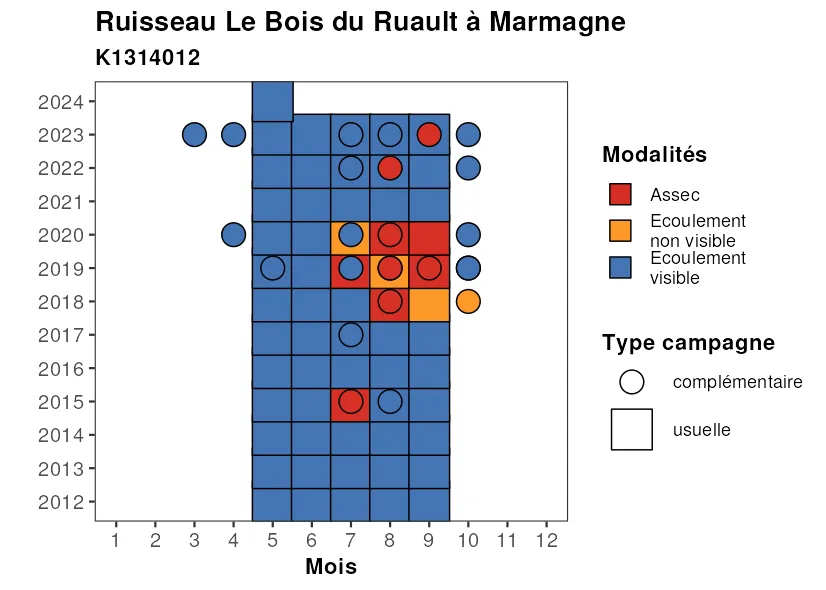 Ruisseau Le Bois du Ruault à Marmagne
K1314012
2024
2023
2022
2021
2020
2019
2018
2017
2016
2015
2014
2013
2012
1 2 3 4 5 6 7 8 9 10 11 12
Mois
Modalités
Assec
Ecoulement
non visible
Ecoulement
visible
Type campagne
complémentaire
usuelle